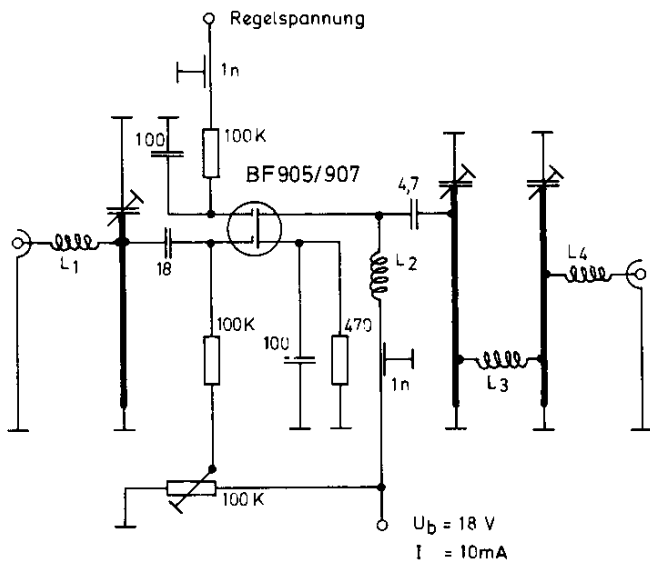 Regelspannung
1n
100
100K
BF905/907
4,7
L1
18
L2
L4
100K
100
470
1n
L3
100K
Ub = 18 V
I = 10mA